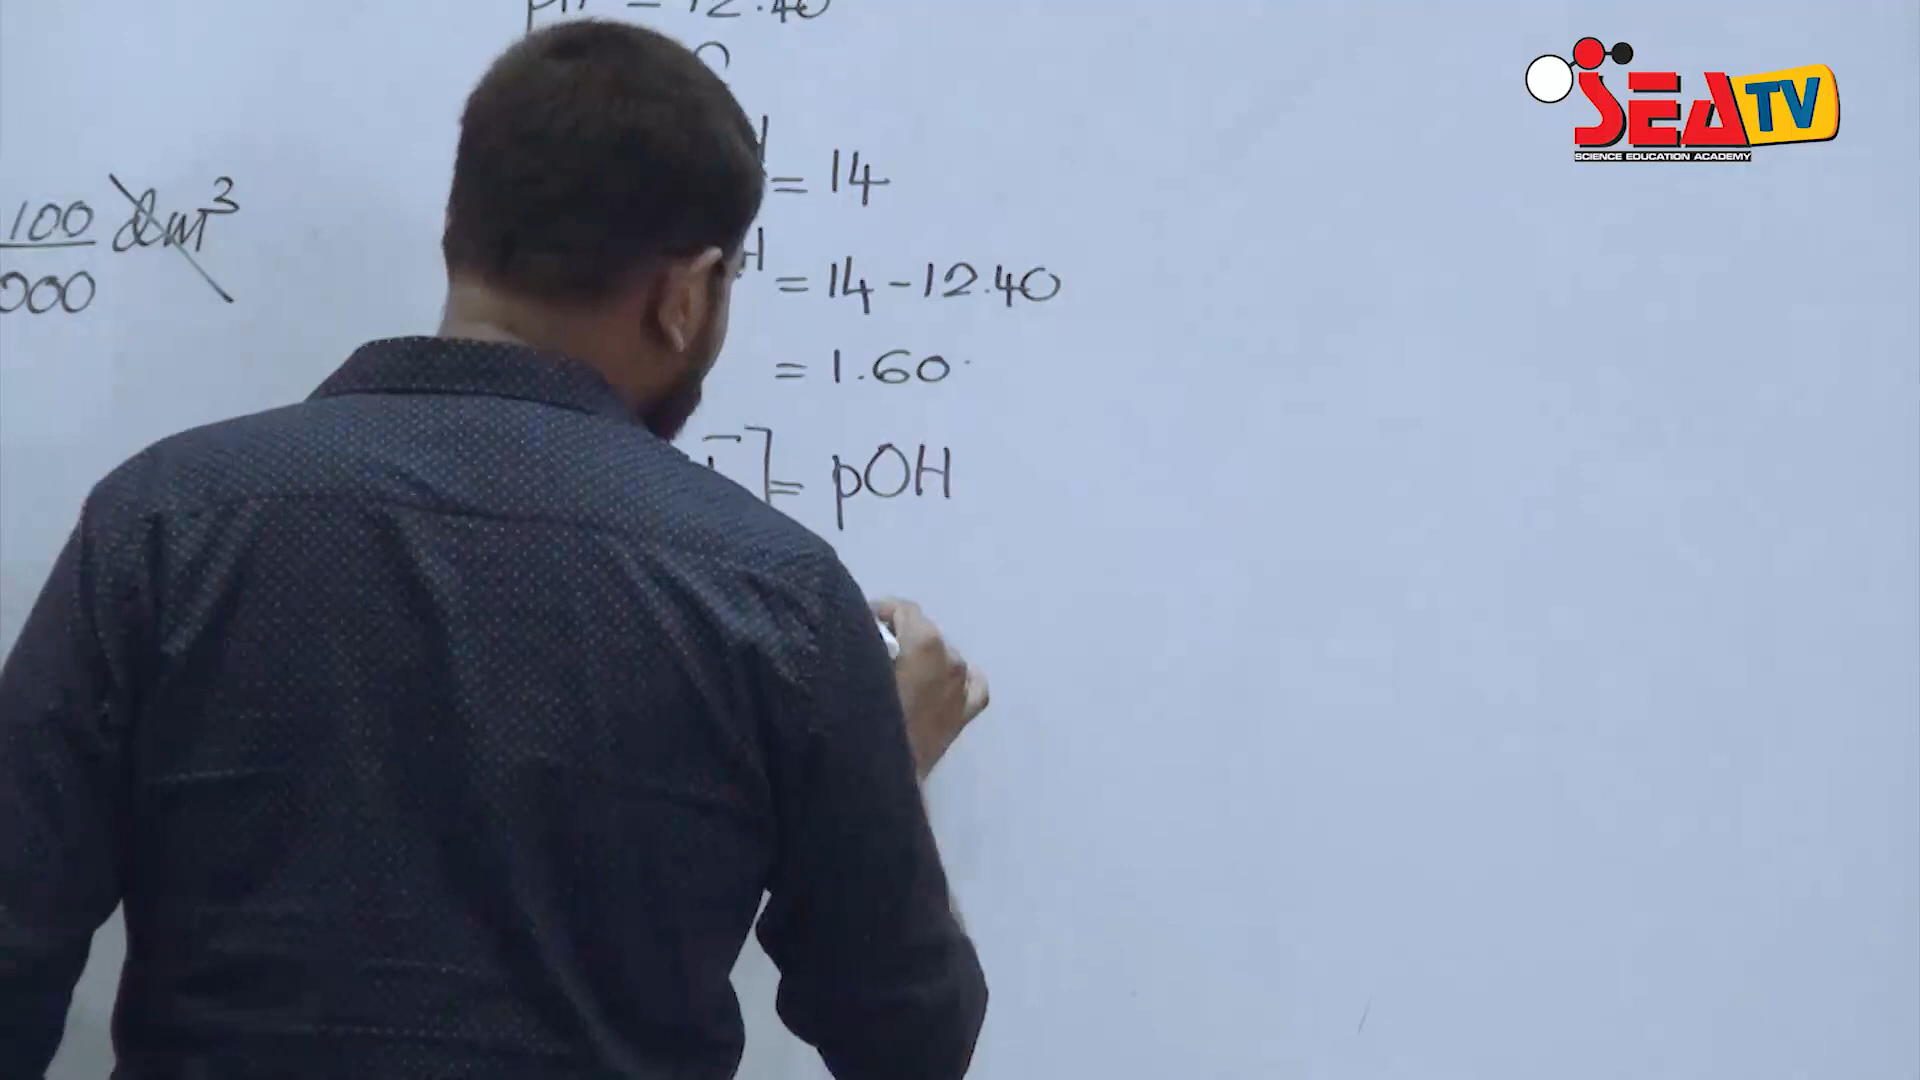 pH = 12.40
= 14
= 14 - 12.40
= 1.60
] = pOH
100 dm³
000
SEA TV
SCIENCE EDUCATION ACADEMY